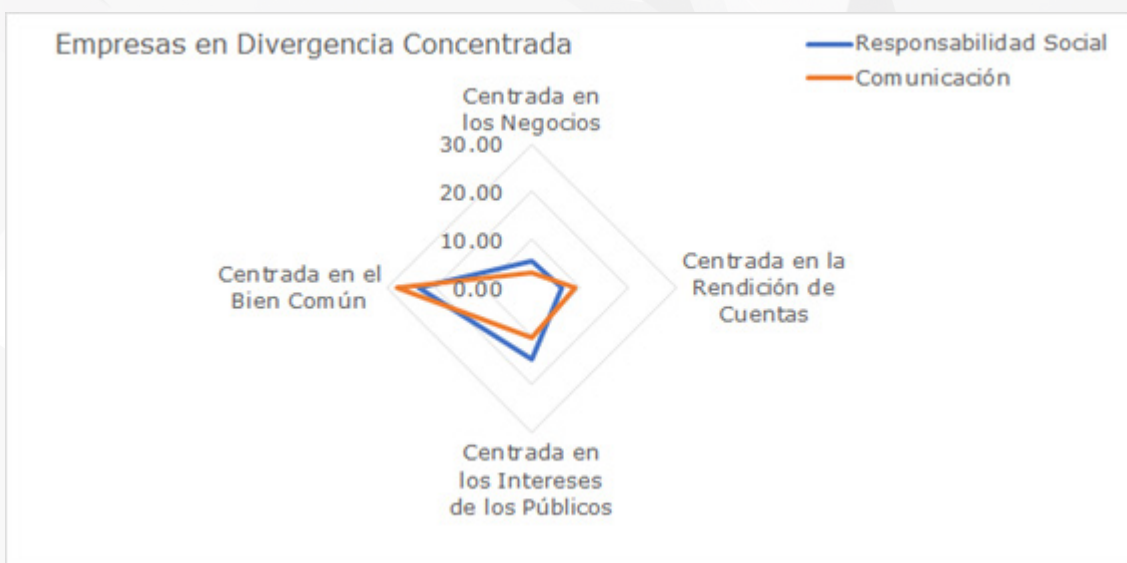 Empresas en Divergencia Concentrada
Responsabilidad Social
Comunicación
Centrada en
los Negocios
30.00
20.00
10.00
0.00
Centrada en la
Rendición de
Cuentas
Centrada en los Intereses
de los Públicos
Centrada en el
Bien Común